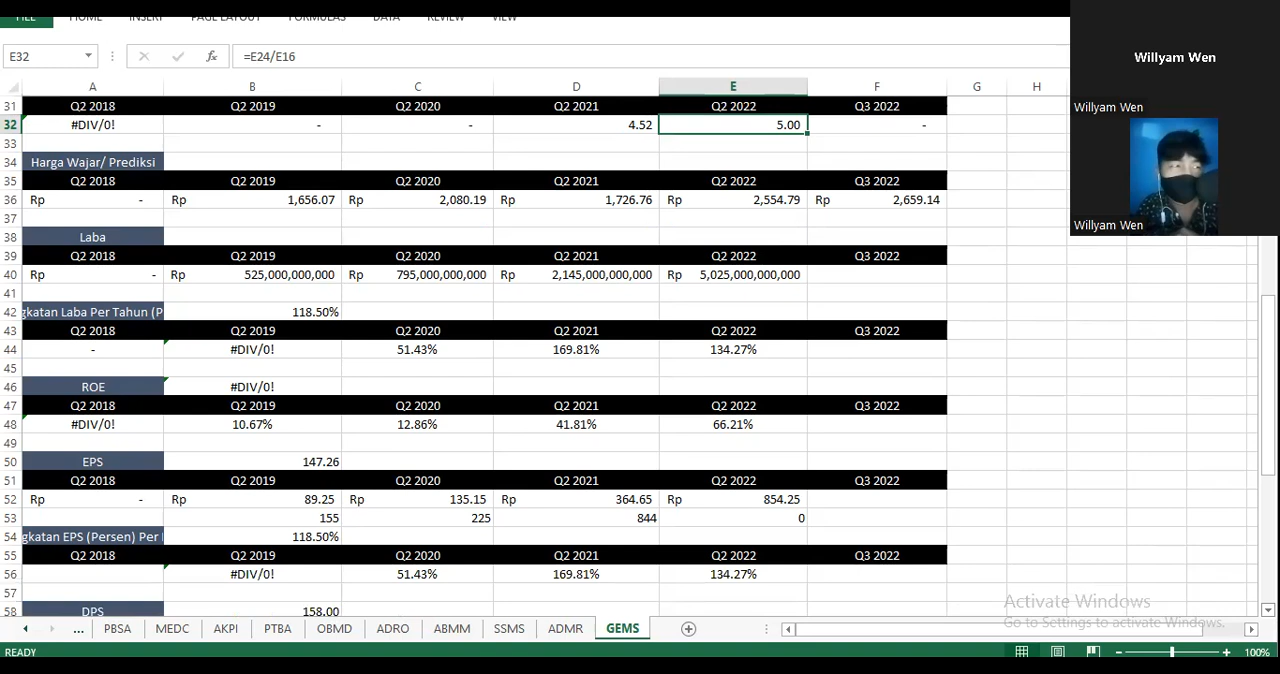 FILE HOME INSERT PAGE LAYOUT FORMULAS DATA REVIEW VIEW
Willyam Wen
E32 fx =E24/E16
A B C D E F G H
Willyam Wen
31 Q2 2018 Q2 2019 Q2 2020 Q2 2021 Q2 2022 Q3 2022
32 #DIV/0! - - 4.52 5.00 -
33
34 Harga Wajar/ Prediksi
35 Q2 2018 Q2 2019 Q2 2020 Q2 2021 Q2 2022 Q3 2022
36 Rp - Rp 1,656.07 Rp 2,080.19 Rp 1,726.76 Rp 2,554.79 Rp 2,659.14
37
Willyam Wen
38 Laba
39 Q2 2018 Q2 2019 Q2 2020 Q2 2021 Q2 2022 Q3 2022
40 Rp - Rp 525,000,000,000 Rp 795,000,000,000 Rp 2,145,000,000,000 Rp 5,025,000,000,000
41
42 gkatan Laba Per Tahun (P 118.50%
43 Q2 2018 Q2 2019 Q2 2020 Q2 2021 Q2 2022 Q3 2022
44 - #DIV/0! 51.43% 169.81% 134.27%
45
46 ROE #DIV/0!
47 Q2 2018 Q2 2019 Q2 2020 Q2 2021 Q2 2022 Q3 2022
48 #DIV/0! 10.67% 12.86% 41.81% 66.21%
49
50 EPS 147.26
51 Q2 2018 Q2 2019 Q2 2020 Q2 2021 Q2 2022 Q3 2022
52 Rp - Rp 89.25 Rp 135.15 Rp 364.65 Rp 854.25
53 155 225 844 0
54 gkatan EPS (Persen) Per 118.50%
55 Q2 2018 Q2 2019 Q2 2020 Q2 2021 Q2 2022 Q3 2022
56 #DIV/0! 51.43% 169.81% 134.27%
57
58 DPS 158.00
Activate Windows
Go to Settings to activate Windows.
... PBSA MEDC AKPI PTBA OBMD ADRO ABMM SSMS ADMR GEMS
READY 100%